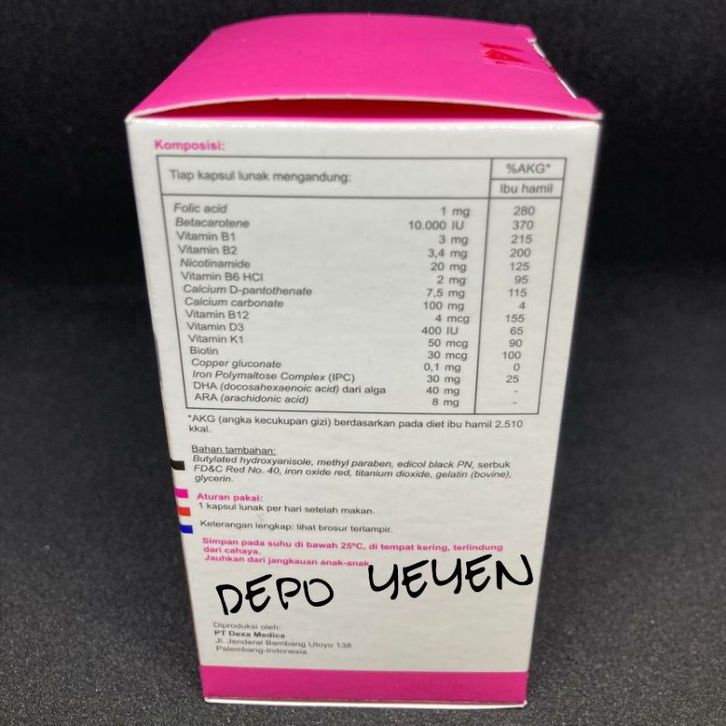 Komposisi:
Tiap kapsul lunak mengandung: %AKG*
Ibu hamil
Folic acid 1 mg 280
Betacarotene 10.000 IU 370
Vitamin B1 3 mg 215
Vitamin B2 3,4 mg 200
Nicotinamide 20 mg 125
Vitamin B6 HCl 2 mg 95
Calcium D-pantothenate 7,5 mg 115
Calcium carbonate 100 mg 4
Vitamin B12 4 mcg 155
Vitamin D3 400 IU 65
Vitamin K1 50 mcg 90
Biotin 30 mcg 100
Copper gluconate 0,1 mg 0
Iron Polymaltose Complex (IPC) 30 mg 25
DHA (docosahexaenoic acid) dari alga 40 mg -
ARA (arachidonic acid) 8 mg -
*AKG (angka kecukupan gizi) berdasarkan pada diet ibu hamil 2.510
kkal.
Bahan tambahan:
Butylated hydroxyanisole, methyl paraben, edicol black PN, serbuk
FD&C Red No. 40, iron oxide red, titanium dioxide, gelatin (bovine),
glycerin.
Aturan pakai:
1 kapsul lunak per hari setelah makan.
Keterangan lengkap: lihat brosur terlampir.
Simpan pada suhu di bawah 25°C, di tempat kering, terlindung
dari cahaya.
Jauhkan dari jangkauan anak-anak
DEPO YEYEN
Diproduksi oleh:
PT Dexa Medica
Jl. Jenderal Bambang Utoyo 138
Palembang-Indonesia